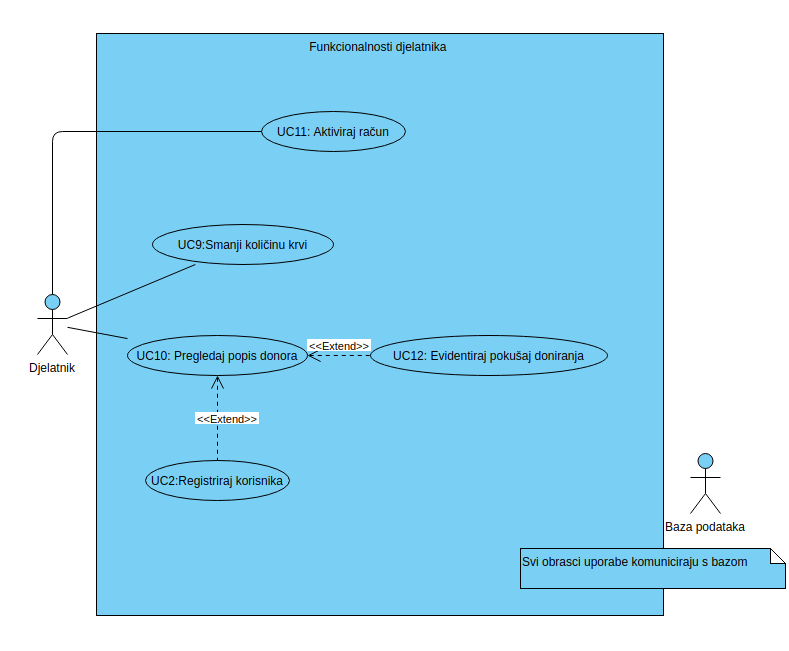 Funkcionalnosti djelatnika
UC11: Aktiviraj račun
UC9:Smanji količinu krvi
Djelatnik
UC10: Pregledaj popis donora
<<Extend>>
UC12: Evidentiraj pokušaj doniranja
<<Extend>>
UC2:Registriraj korisnika
Baza podataka
Svi obrasci uporabe komuniciraju s bazom